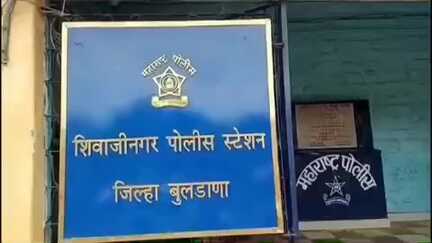 महाराष्ट्र पोलीस
शिवाजीनगर पोलीस स्टेशन
जिल्हा बुलडाणा
महाराष्ट्र पोलीस